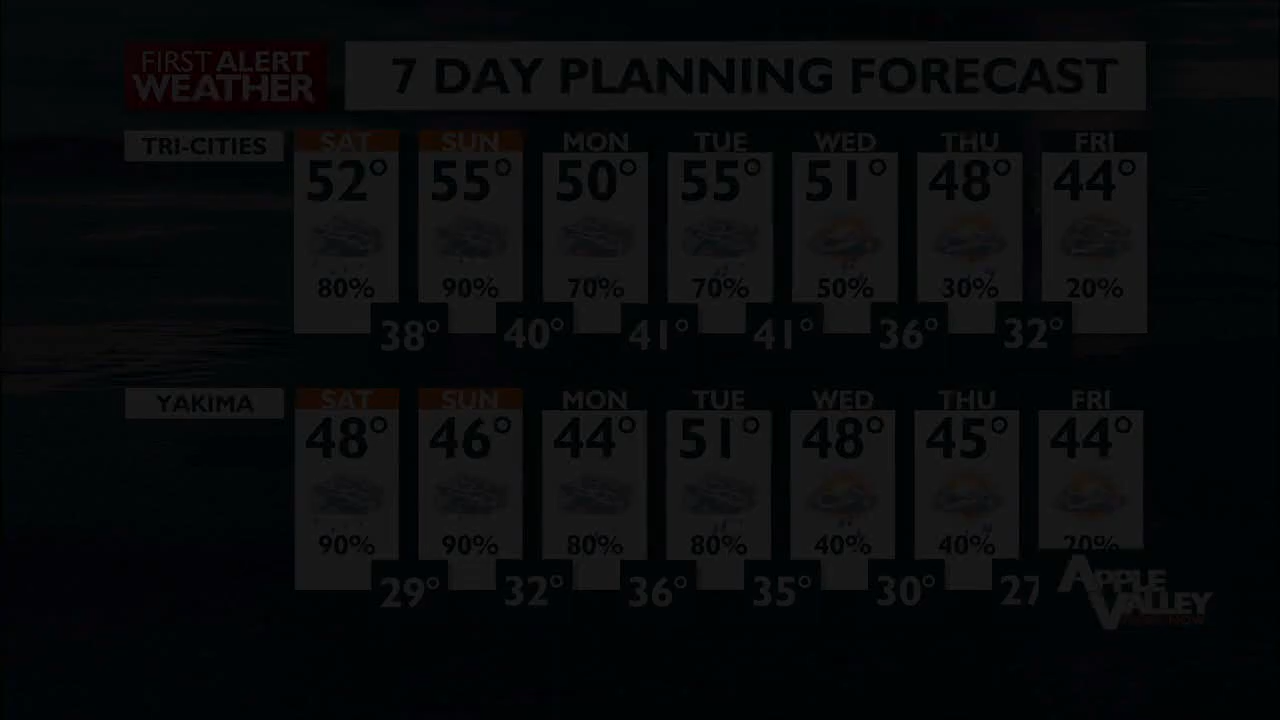 FIRST ALERT
WEATHER
7 DAY PLANNING FORECAST
TRI-CITIES
SAT SUN MON TUE WED THU FRI
52° 55° 50° 55° 51° 48° 44°
80% 90% 70% 70% 50% 30% 20%
38° 40° 41° 41° 36° 32°
YAKIMA
SAT SUN MON TUE WED THU FRI
48° 46° 44° 51° 48° 45° 44°
90% 90% 80% 80% 40% 40% 20%
29° 32° 36° 35° 30° 27
APPLE
VALLEY